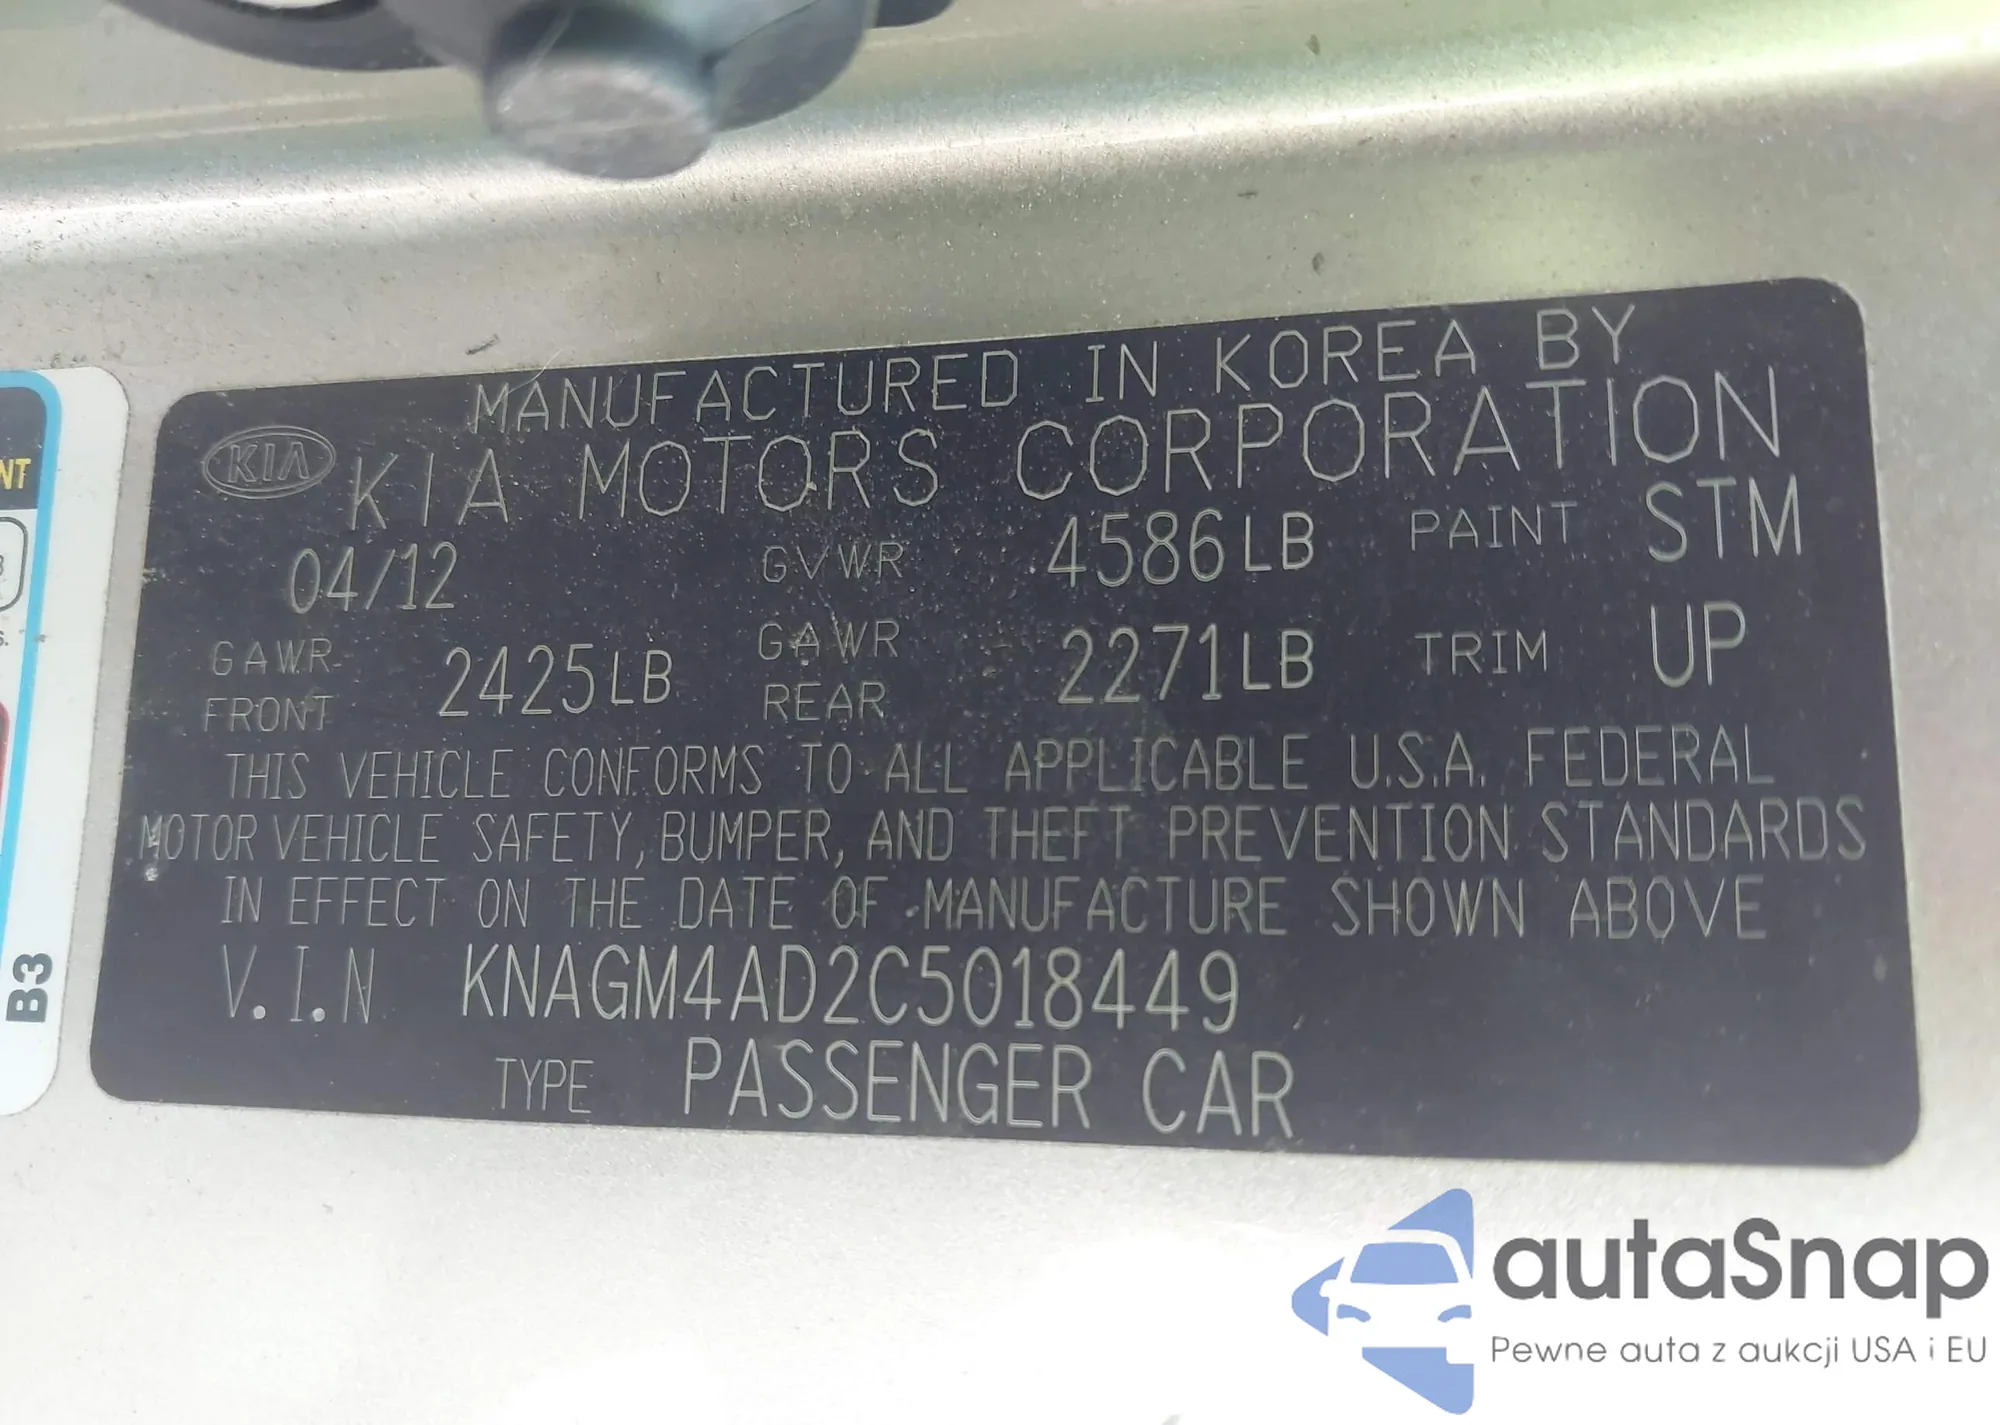 MANUFACTURED IN KOREA BY
KIA KIA MOTORS CORPORATION
04/12 GVWR 4586LB PAINT STM
GAWR FRONT 2425LB GAWR REAR 2271LB TRIM UP
THIS VEHICLE CONFORMS TO ALL APPLICABLE U.S.A. FEDERAL
MOTOR VEHICLE SAFETY, BUMPER, AND THEFT PREVENTION STANDARDS
IN EFFECT ON THE DATE OF MANUFACTURE SHOWN ABOVE
V.I.N KNAGM4AD2C5018449
TYPE PASSENGER CAR
NT
B3
autaSnap
Pewne auta z aukcji USA i EU